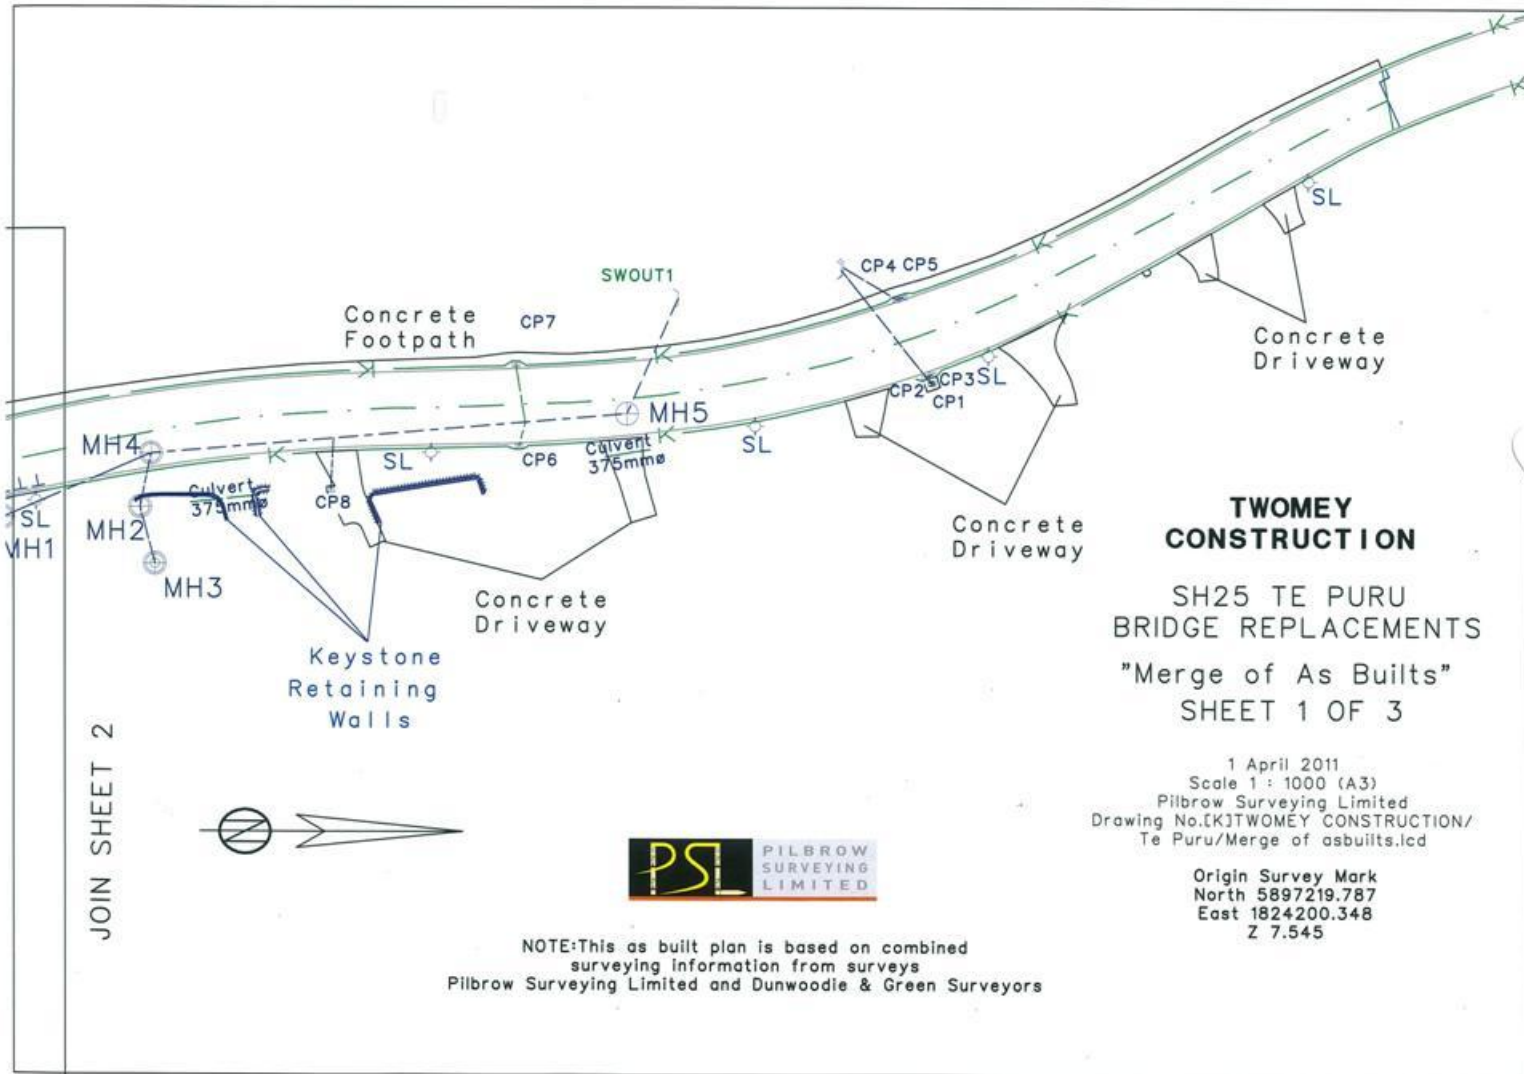 SWOUT1
CP4 CP5
SL
Concrete
Footpath
CP7
Concrete
Driveway
CP2
CP3
SL
CP1
MH5
MH4
SL
CP6
Culvert
375mmø
SL
Culvert
375mmø
CP8
SL
MH2
MH1
MH3
Concrete
Driveway
Concrete
Driveway
Keystone
Retaining
Walls
JOIN SHEET 2
TWOMEY
CONSTRUCTION
SH25 TE PURU
BRIDGE REPLACEMENTS
"Merge of As Builts"
SHEET 1 OF 3
1 April 2011
Scale 1 : 1000 (A3)
Pilbrow Surveying Limited
Drawing No.[K]TWOMEY CONSTRUCTION/
Te Puru/Merge of asbuilts.lcd
Origin Survey Mark
North 5897219.787
East 1824200.348
Z 7.545
PSL
PILBROW
SURVEYING
LIMITED
NOTE:This as built plan is based on combined
surveying information from surveys
Pilbrow Surveying Limited and Dunwoodie & Green Surveyors